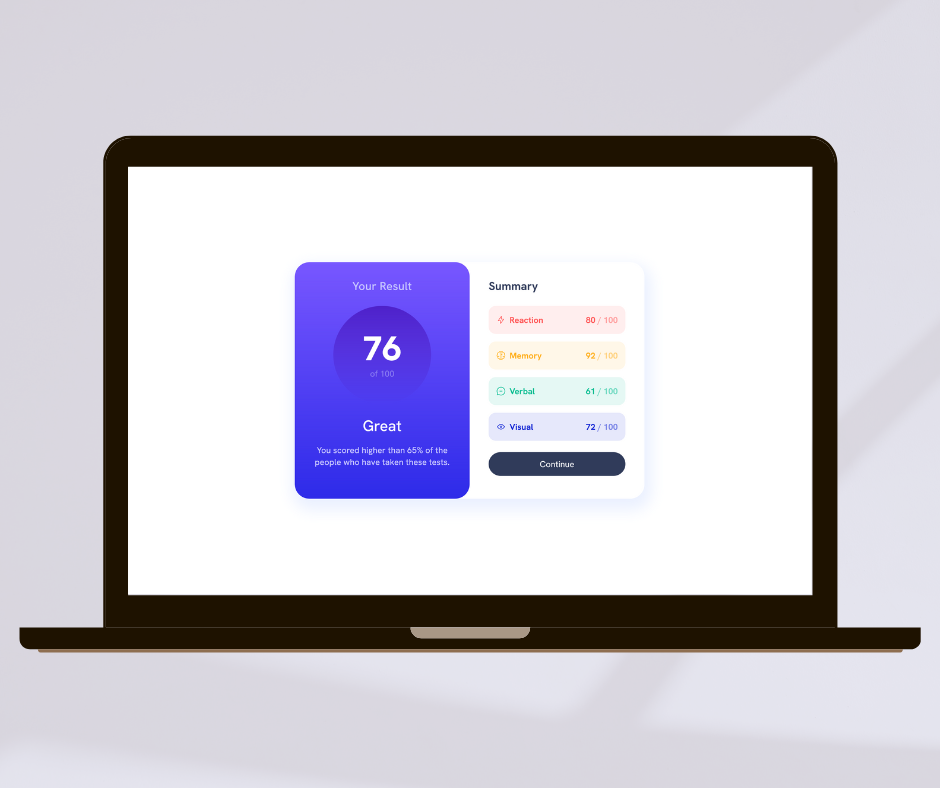 Your Result
76
of 100
Great
You scored higher than 65% of the
people who have taken these tests.
Summary
Reaction 80 / 100
Memory 92 / 100
Verbal 61 / 100
Visual 72 / 100
Continue